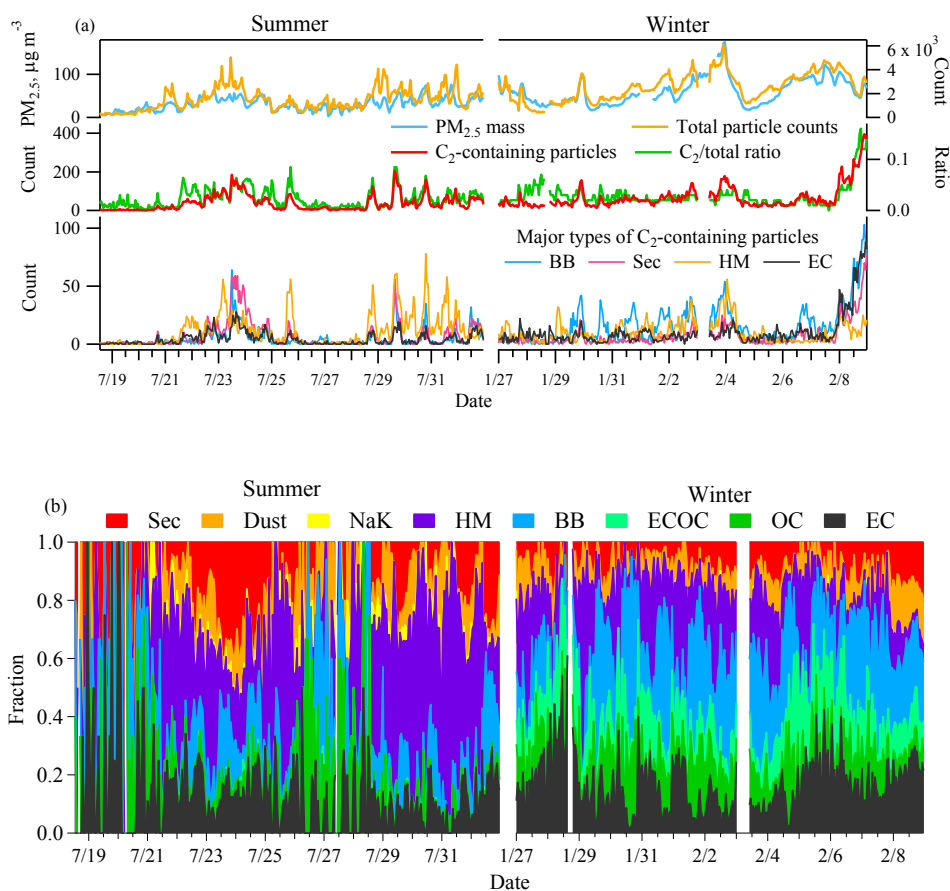 (a)
Summer
Winter
PM2.5, µg m-3
100
0
6 x 10³
4
2
0
Count
400
200
0
Count
PM2.5 mass
Total particle counts
C2-containing particles
C2/total ratio
0.1
0.0
Ratio
100
50
0
Count
Major types of C2-containing particles
BB Sec HM EC
7/19 7/21 7/23 7/25 7/27 7/29 7/31 1/27 1/29 1/31 2/2 2/4 2/6 2/8
Date
(b)
Summer
Winter
Sec Dust NaK HM BB ECOC OC EC
1.0
0.8
0.6
0.4
0.2
0.0
Fraction
7/19 7/21 7/23 7/25 7/27 7/29 7/31 1/27 1/29 1/31 2/2 2/4 2/6 2/8
Date